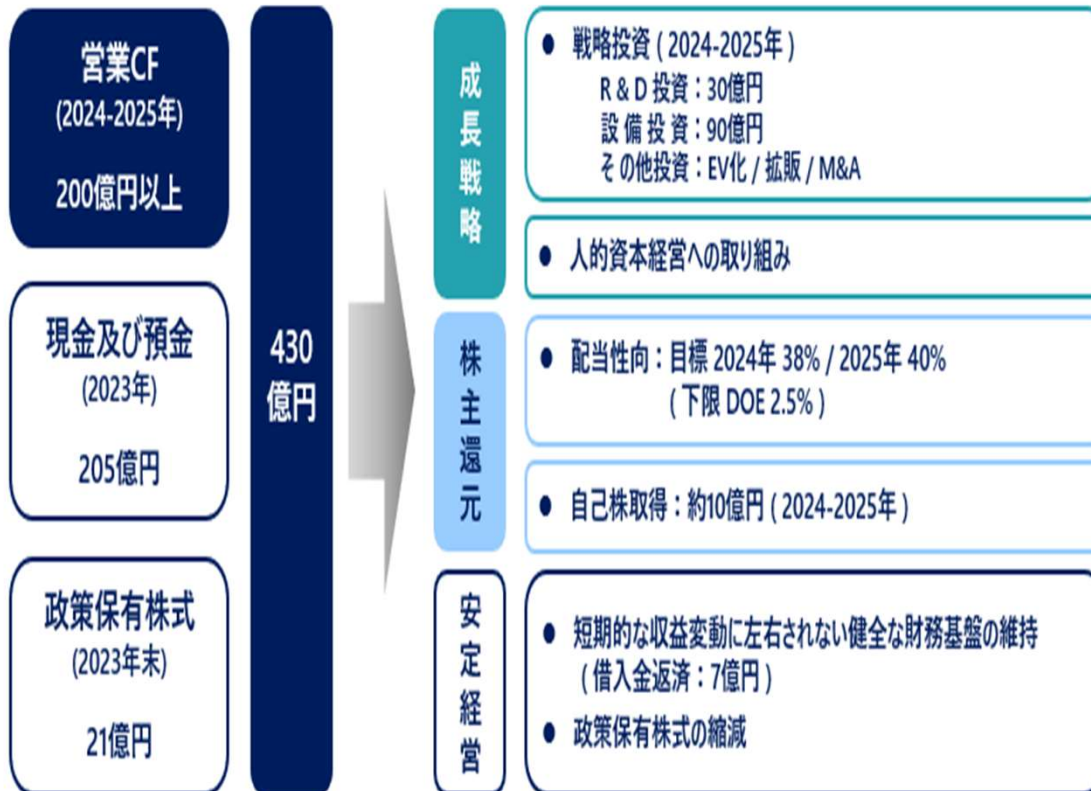 営業CF
(2024-2025年)
200億円以上
現金及び預金
(2023年)
205億円
政策保有株式
(2023年末)
21億円
430
億円
成長戦略
● 戦略投資 ( 2024-2025年 )
R & D 投資：30億円
設 備 投 資：90億円
その他投資：EV化 / 拡販 / M&A
● 人的資本経営への取り組み
株主還元
● 配当性向：目標 2024年 38% / 2025年 40%
( 下限 DOE 2.5% )
● 自己株取得：約10億円 ( 2024-2025年 )
安定経営
● 短期的な収益変動に左右されない健全な財務基盤の維持
( 借入金返済：7億円 )
● 政策保有株式の縮減